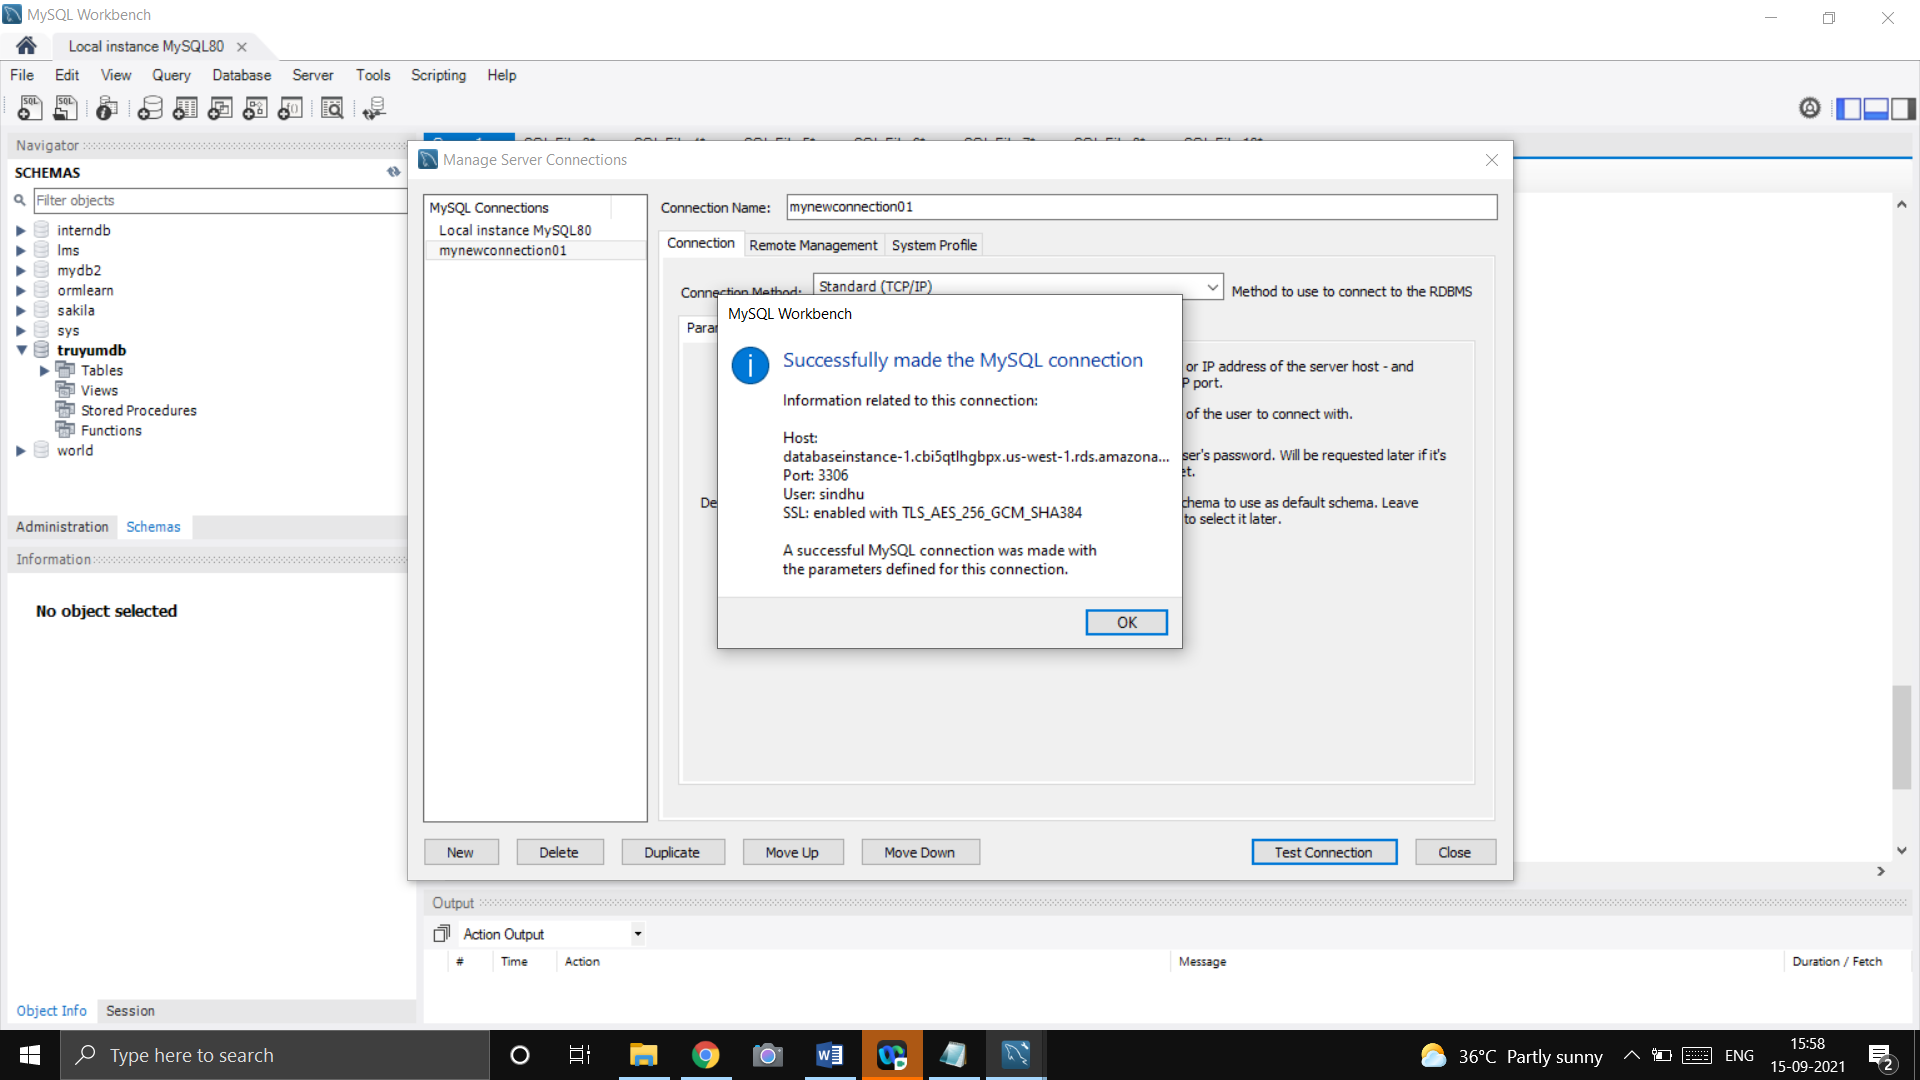 MySQL Workbench
Local instance MySQL80
File Edit View Query Database Server Tools Scripting Help
Navigator
SCHEMAS
Filter objects
interndb
lms
mydb2
ormlearn
sakila
sys
truyumdb
Tables
Views
Stored Procedures
Functions
world
Administration Schemas
Information
No object selected
Object Info Session
Manage Server Connections
MySQL Connections
Local instance MySQL80
mynewconnection01
Connection Name: mynewconnection01
Connection Remote Management System Profile
Connection Method: Standard (TCP/IP) Method to use to connect to the RDBMS
Para
or IP address of the server host - and
P port.
of the user to connect with.
ser's password. Will be requested later if it's
et.
De
chema to use as default schema. Leave
to select it later.
MySQL Workbench
Successfully made the MySQL connection
Information related to this connection:
Host:
databaseinstance-1.cbi5qtlhgbpx.us-west-1.rds.amazona...
Port: 3306
User: sindhu
SSL: enabled with TLS_AES_256_GCM_SHA384
A successful MySQL connection was made with
the parameters defined for this connection.
OK
New Delete Duplicate Move Up Move Down Test Connection Close
Output
Action Output
# Time Action Message Duration / Fetch
Type here to search
36°C Partly sunny
ENG
15:58
15-09-2021
2